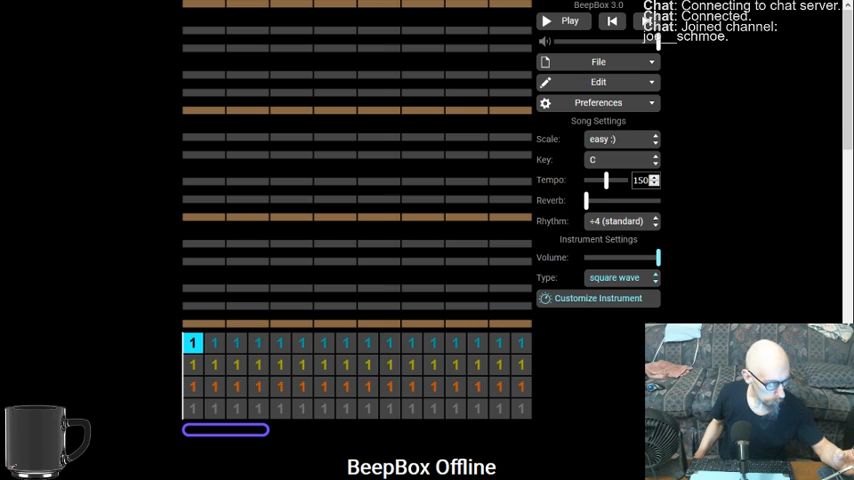 BeepBox 3.0
Chat: Connecting to chat server.
Chat: Connected.
Chat: Joined channel:
schmoe.
Play
File
Edit
Preferences
Song Settings
Scale: easy :)
Key: C
Tempo: 150
Reverb:
Rhythm: ÷4 (standard)
Instrument Settings
Volume:
Type: square wave
Customize Instrument
1 1 1 1 1 1 1 1 1 1 1 1 1 1 1 1
1 1 1 1 1 1 1 1 1 1 1 1 1 1 1 1
1 1 1 1 1 1 1 1 1 1 1 1 1 1 1 1
1 1 1 1 1 1 1 1 1 1 1 1 1 1 1 1
BeepBox Offline